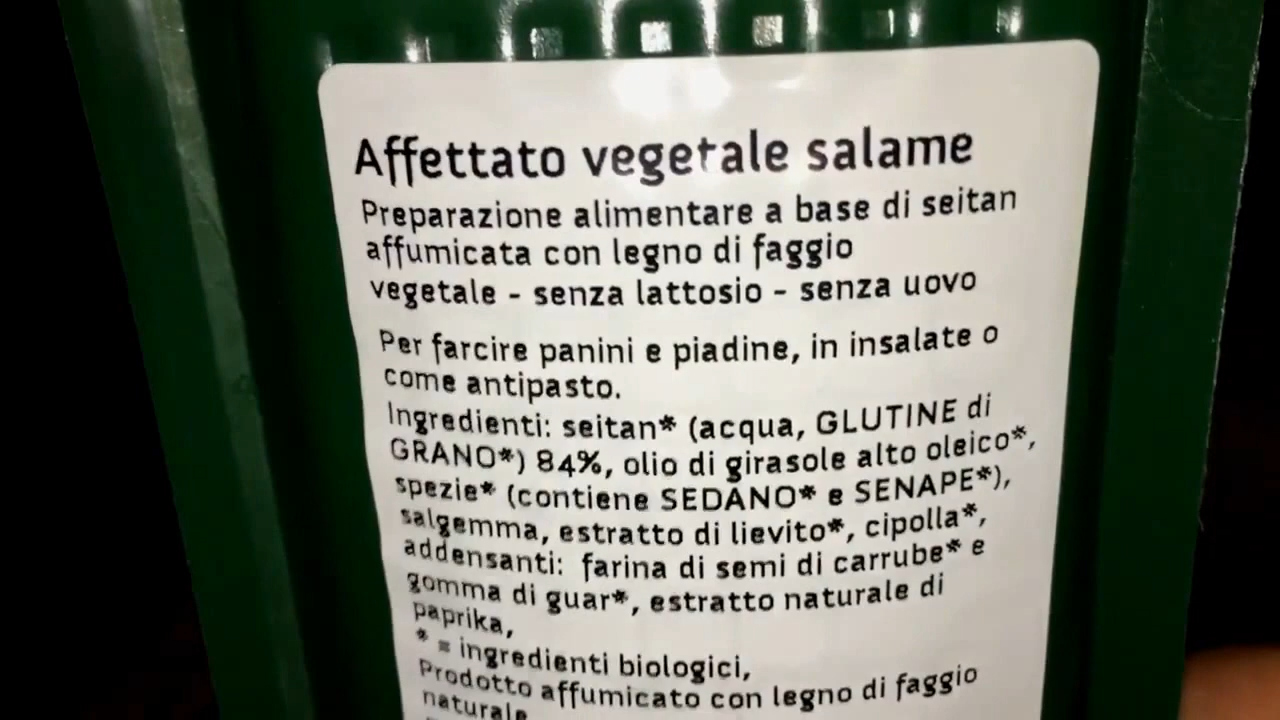 Affettato vegetale salame
Preparazione alimentare a base di seitan
affumicata con legno di faggio
vegetale - senza lattosio - senza uovo
Per farcire panini e piadine, in insalate o
come antipasto.
Ingredienti: seitan* (acqua, GLUTINE di
GRANO*) 84%, olio di girasole alto oleico*,
spezie* (contiene SEDANO* e SENAPE*),
salgemma, estratto di lievito*, cipolla*,
addensanti: farina di semi di carrube* e
gomma di guar*, estratto naturale di
paprika,
* = ingredienti biologici,
Prodotto affumicato con legno di faggio
naturale